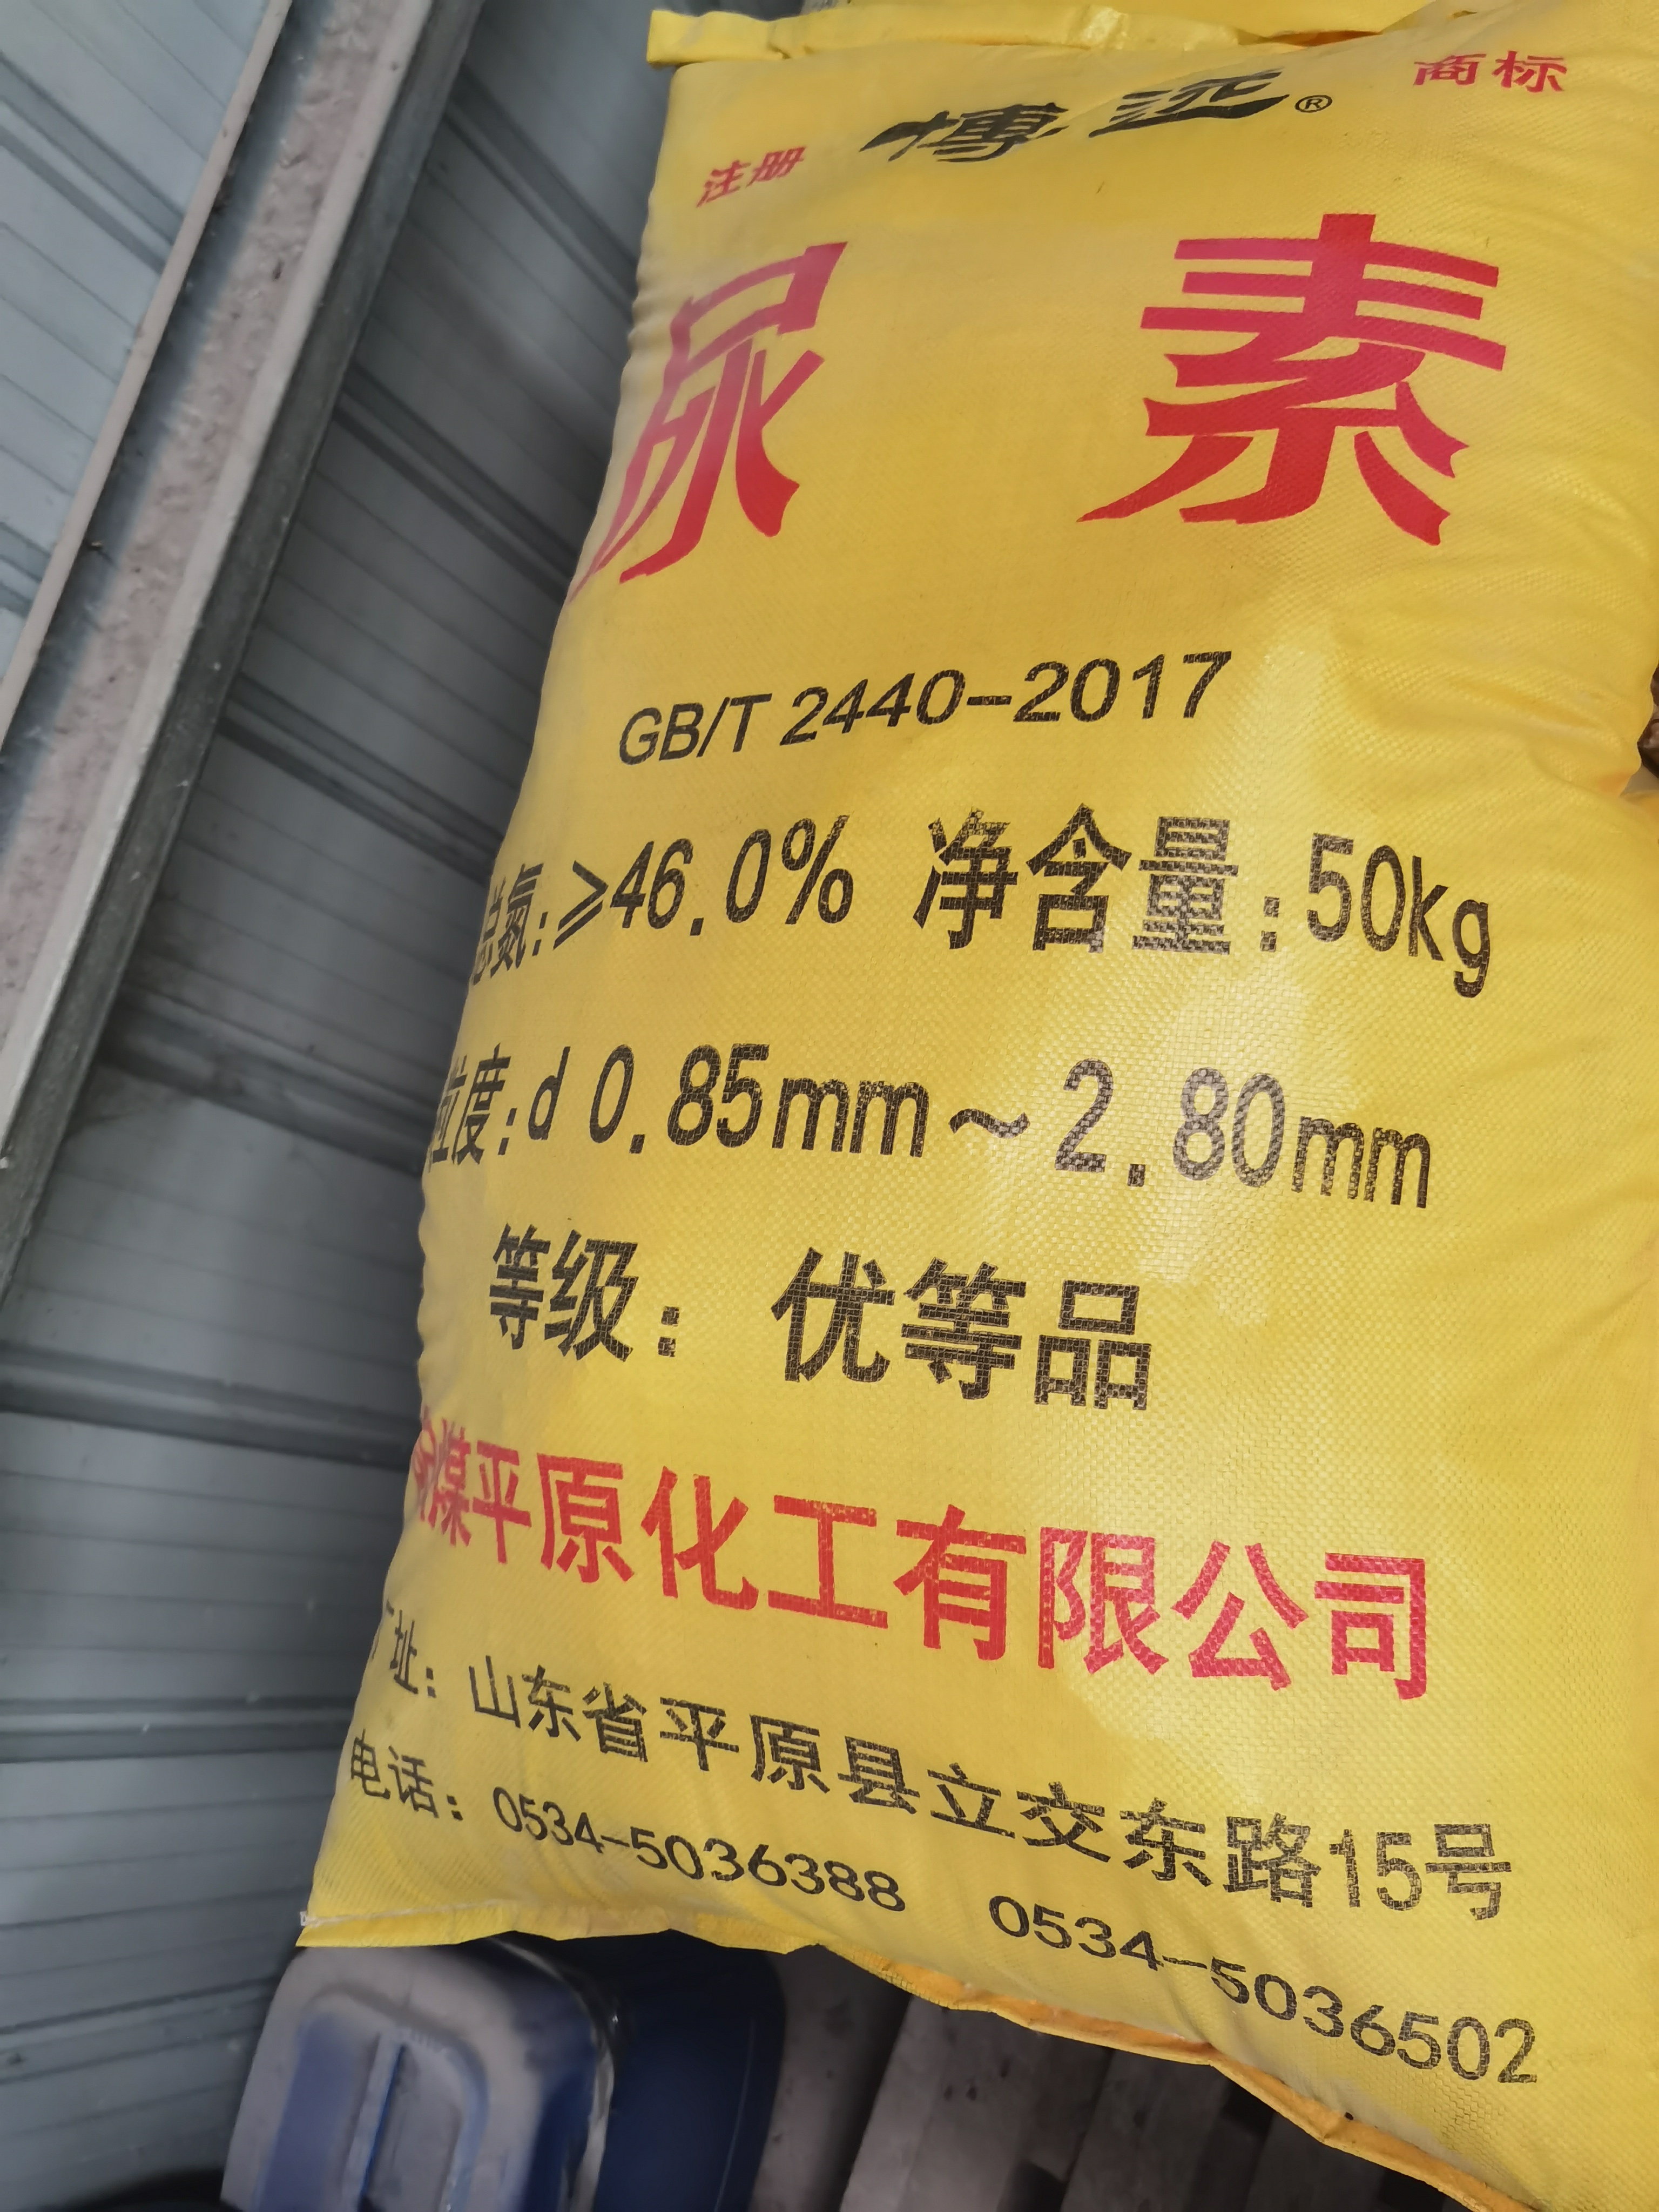 注册 博远® 商标
尿素
GB/T 2440-2017
总氮:≥46.0% 净含量:50kg
粒度:d 0.85mm~2.80mm
等级: 优等品
煤平原化工有限公司
厂址: 山东省平原县立交东路15号
电话: 0534-5036388 0534-5036502